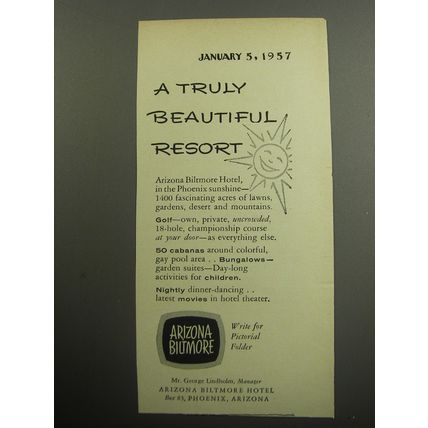 JANUARY 5, 1957
A TRULY
BEAUTIFUL
RESORT
Arizona Biltmore Hotel,
in the Phoenix sunshine—
1400 fascinating acres of lawns,
gardens, desert and mountains.
Golf—own, private, uncrowded,
18-hole, championship course
at your door—as everything else.
50 cabanas around colorful,
gay pool area . . Bungalows—
garden suites—Day-long
activities for children.
Nightly dinner-dancing . .
latest movies in hotel theater.
ARIZONA
BILTMORE
Write for
Pictorial
Folder
Mr. George Lindholm, Manager
ARIZONA BILTMORE HOTEL
Box 85, PHOENIX, ARIZONA